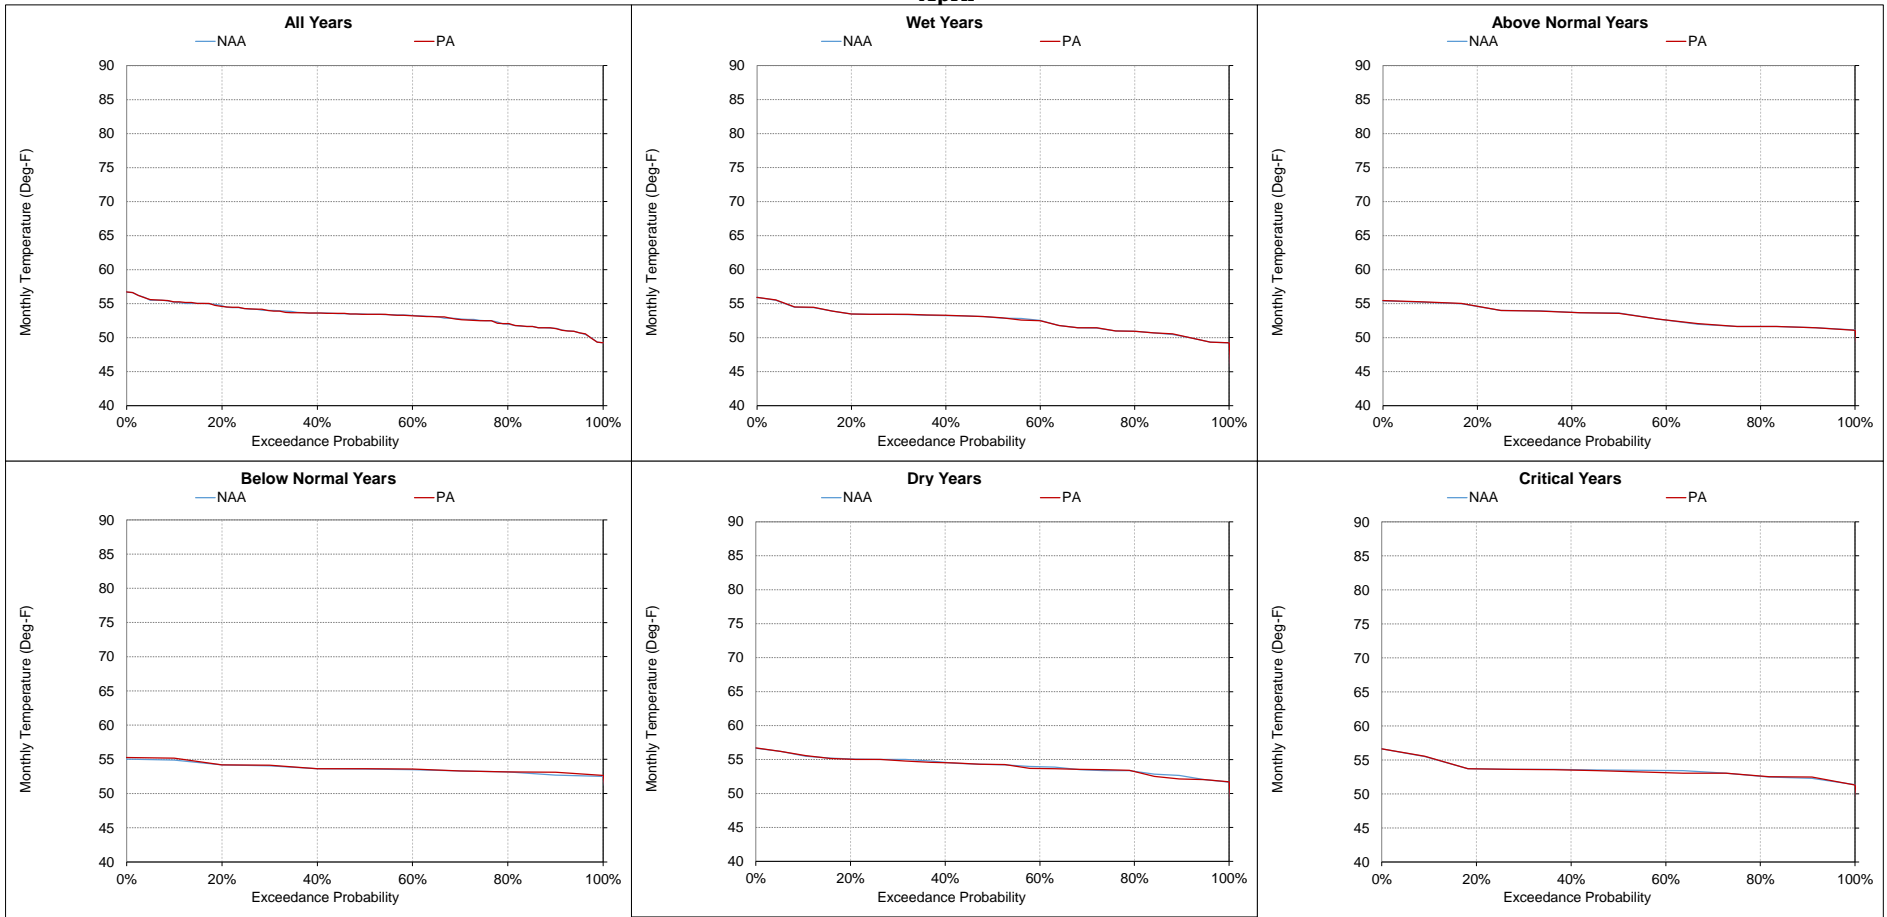 All Years
NAA PA
90
85
80
75
70
65
60
55
50
45
40
Monthly Temperature (Deg-F)
0% 20% 40% 60% 80% 100%
Exceedance Probability
Wet Years
NAA PA
90
85
80
75
70
65
60
55
50
45
40
Monthly Temperature (Deg-F)
0% 20% 40% 60% 80% 100%
Exceedance Probability
Above Normal Years
NAA PA
90
85
80
75
70
65
60
55
50
45
40
Monthly Temperature (Deg-F)
0% 20% 40% 60% 80% 100%
Exceedance Probability
Below Normal Years
NAA PA
90
85
80
75
70
65
60
55
50
45
40
Monthly Temperature (Deg-F)
0% 20% 40% 60% 80% 100%
Exceedance Probability
Dry Years
NAA PA
90
85
80
75
70
65
60
55
50
45
40
Monthly Temperature (Deg-F)
0% 20% 40% 60% 80% 100%
Exceedance Probability
Critical Years
NAA PA
90
85
80
75
70
65
60
55
50
45
40
Monthly Temperature (Deg-F)
0% 20% 40% 60% 80% 100%
Exceedance Probability